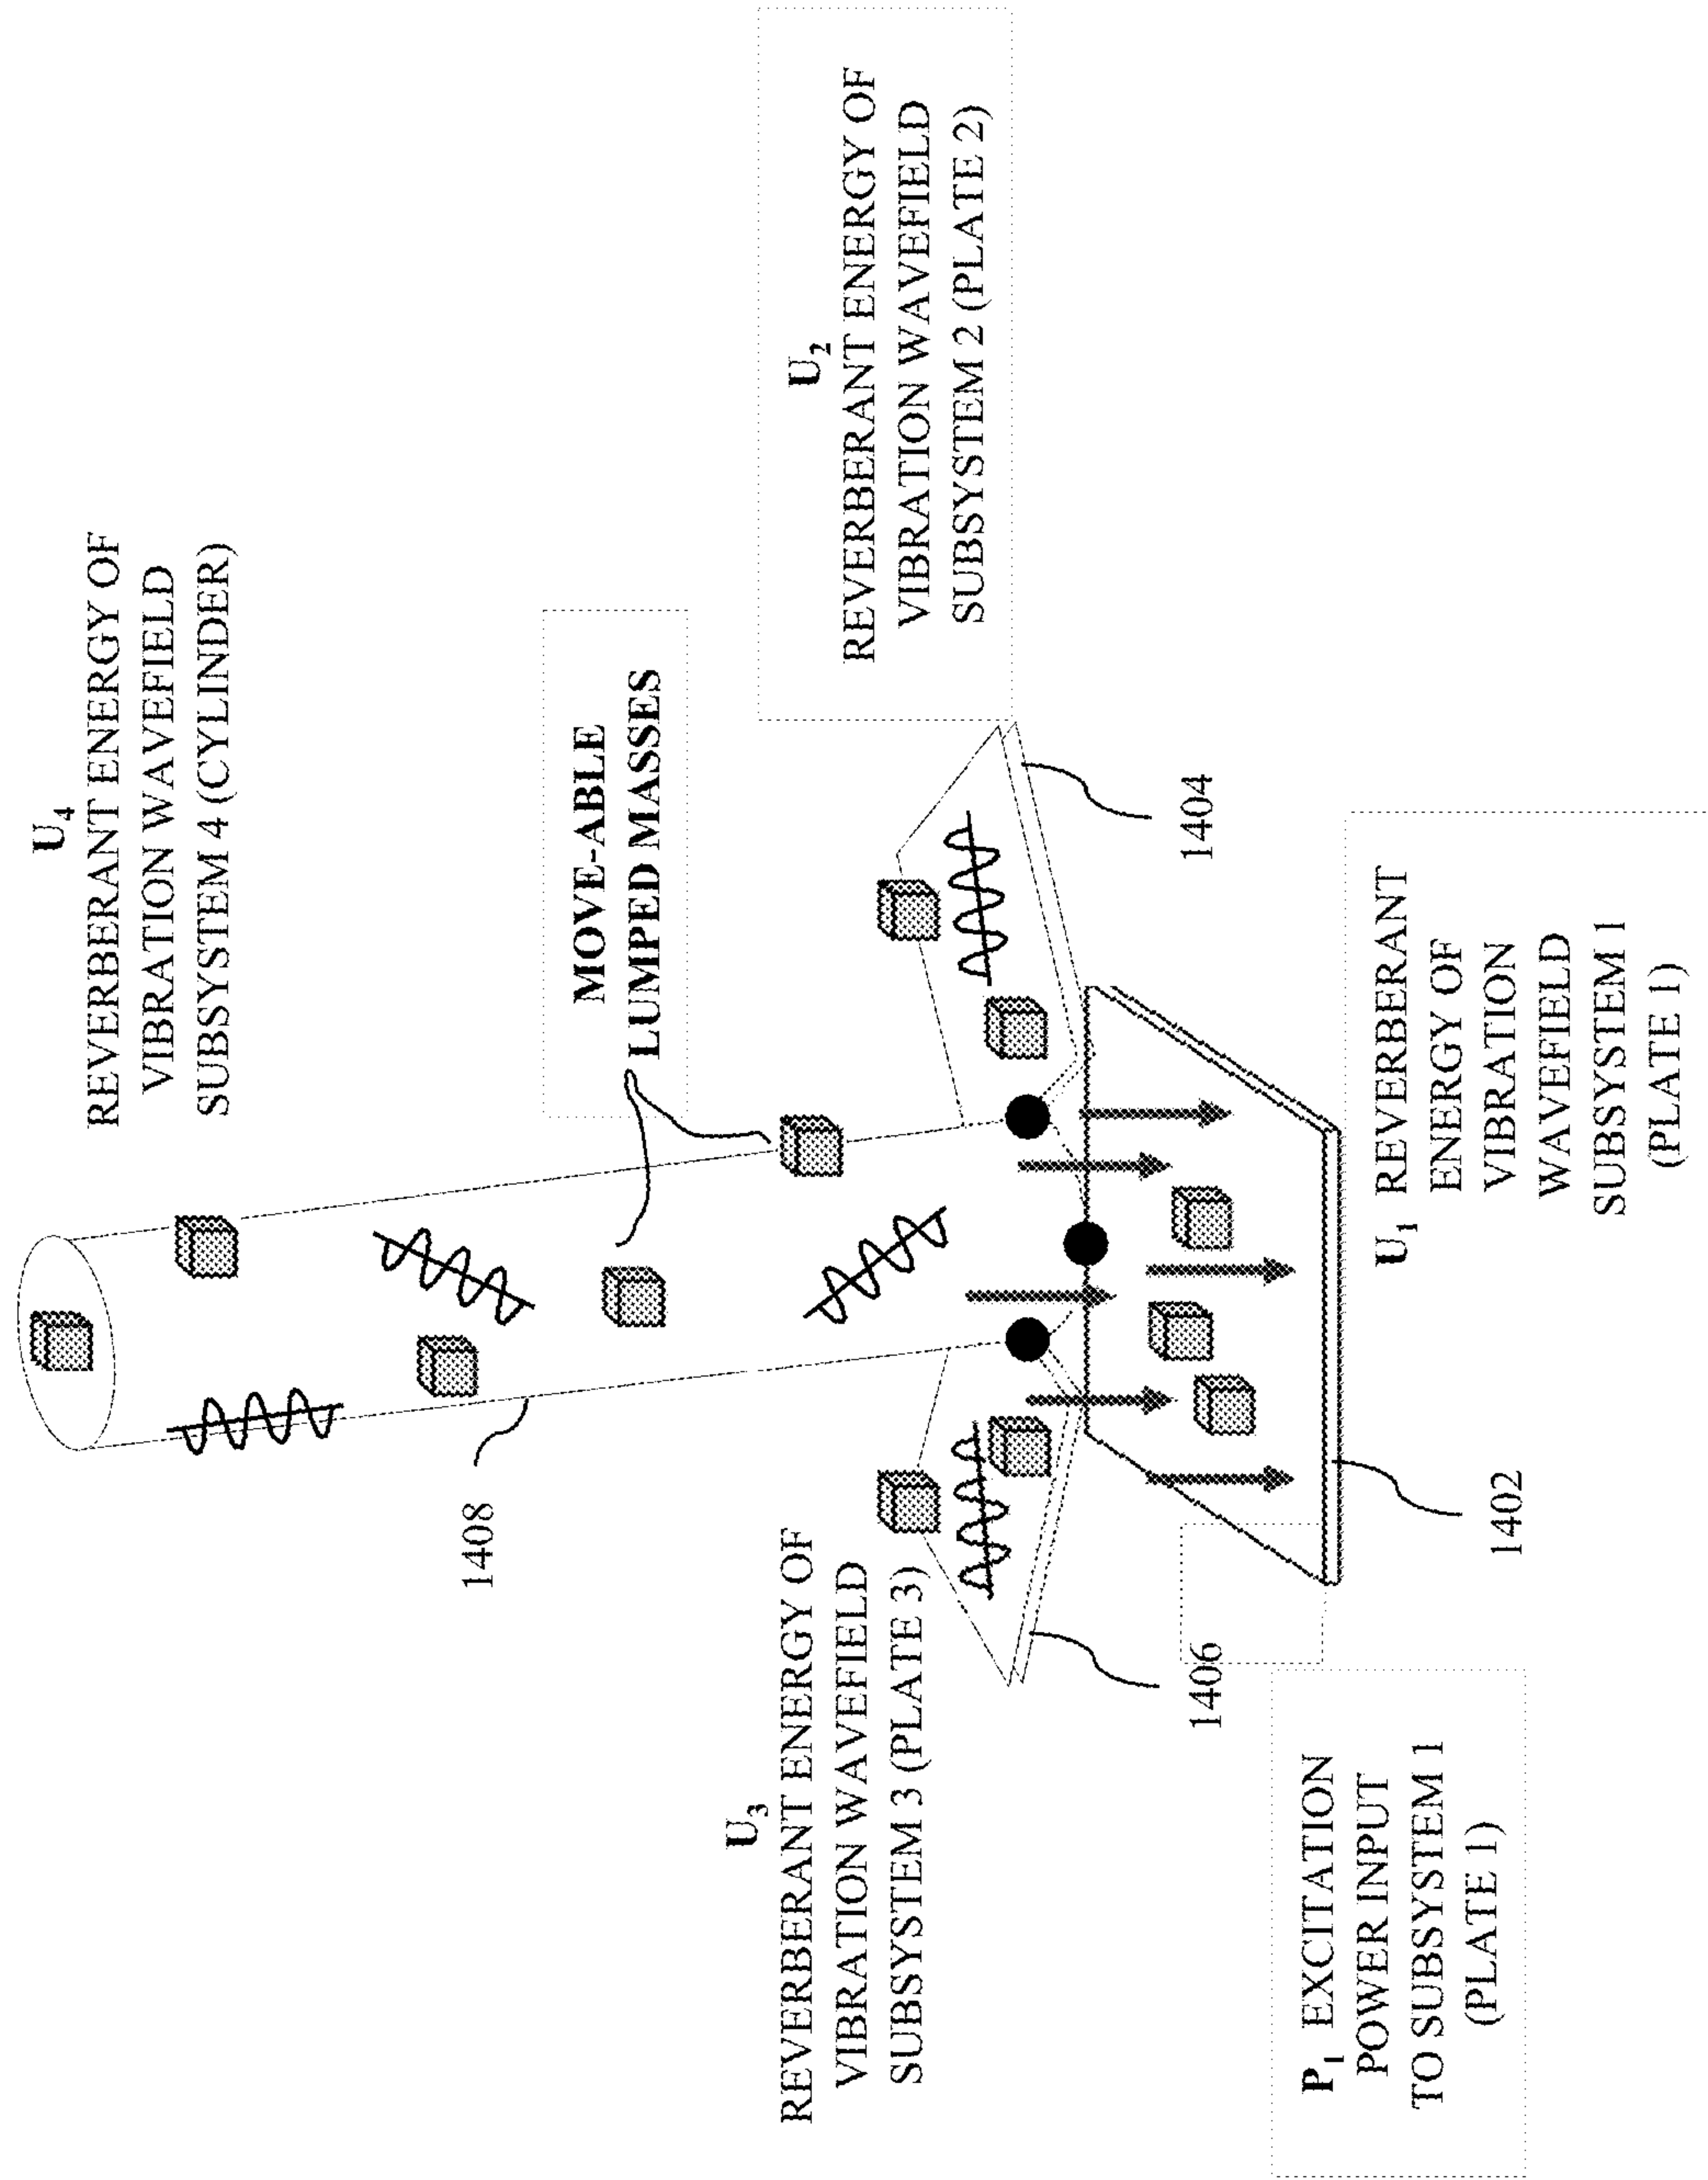 U4
REVERBERANT ENERGY OF
VIBRATION WAVEFIELD
SUBSYSTEM 4 (CYLINDER)
1408
MOVE-ABLE
LUMPED MASSES
U3
REVERBERANT ENERGY OF
VIBRATION WAVEFIELD
SUBSYSTEM 3 (PLATE 3)
U2
REVERBERANT ENERGY OF
VIBRATION WAVEFIELD
SUBSYSTEM 2 (PLATE 2)
1406
1404
P1 EXCITATION
POWER INPUT
TO SUBSYSTEM 1
(PLATE 1)
1402
U1 REVERBERANT
ENERGY OF
VIBRATION
WAVEFIELD
SUBSYSTEM 1
(PLATE 1)